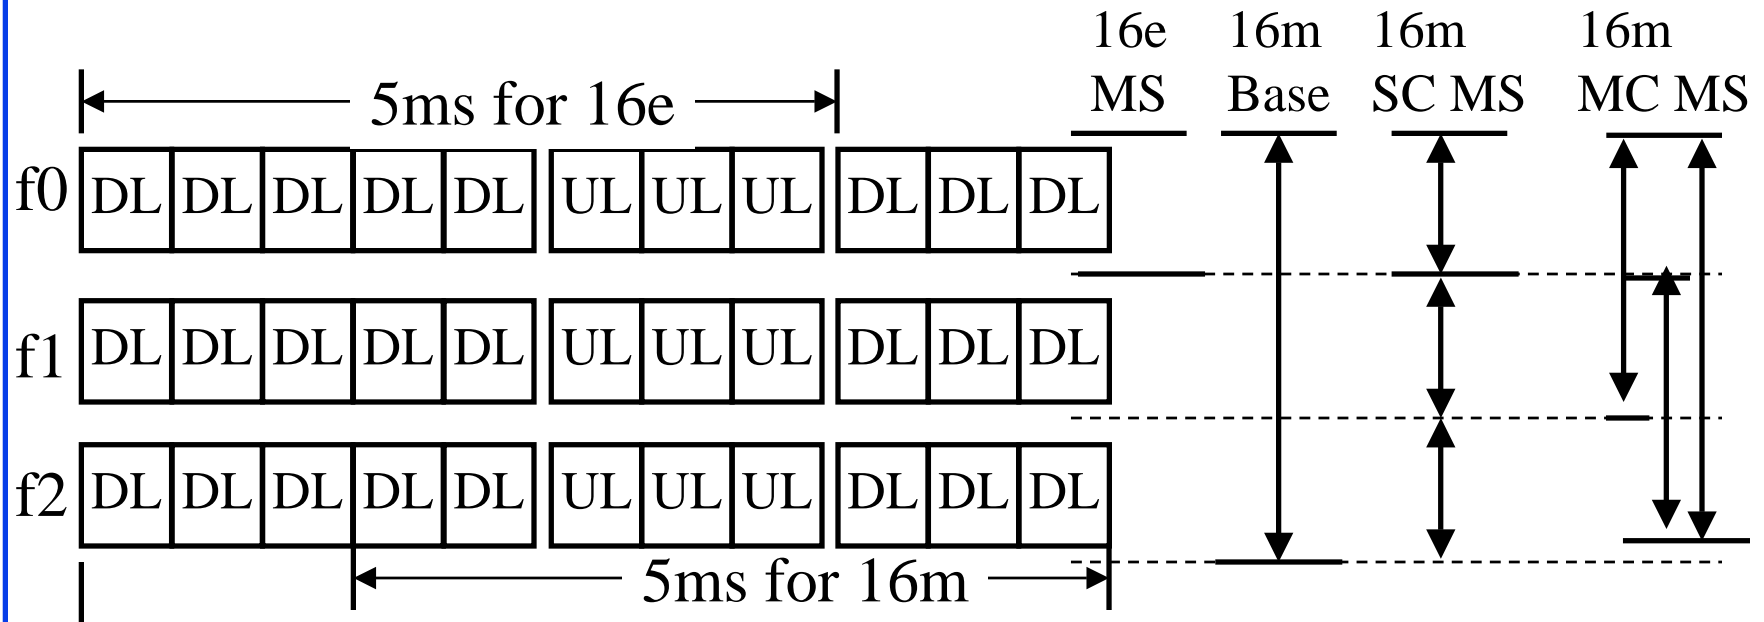 16e 16m 16m 16m
MS Base SC MS MC MS
5ms for 16e
f0 DL DL DL DL DL UL UL UL DL DL DL
f1 DL DL DL DL DL UL UL UL DL DL DL
f2 DL DL DL DL DL UL UL UL DL DL DL
5ms for 16m